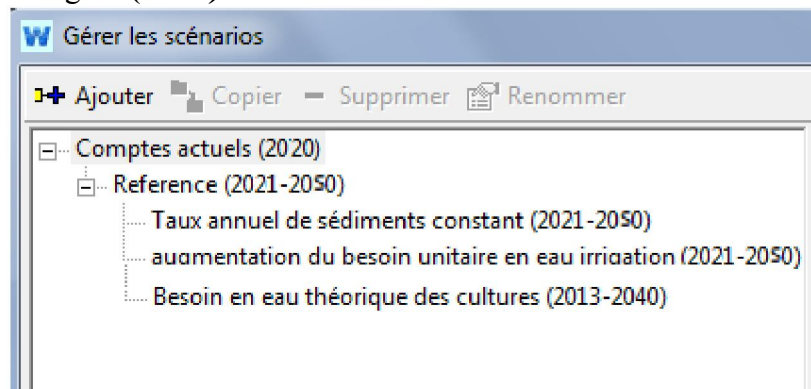 Gérer les scénarios
Ajouter Copier Supprimer Renommer
Comptes actuels (2020)
Reference (2021-2050)
Taux annuel de sédiments constant (2021-2050)
augmentation du besoin unitaire en eau irrigation (2021-2050)
Besoin en eau théorique des cultures (2013-2040)